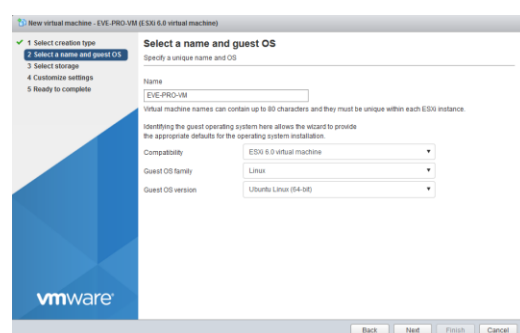 New virtual machine - EVE-PRO-VM (ESXi 6.0 virtual machine)
1 Select creation type
2 Select a name and guest OS
3 Select storage
4 Customize settings
5 Ready to complete
Select a name and guest OS
Specify a unique name and OS
Name
EVE-PRO-VM
Virtual machine names can contain up to 80 characters and they must be unique within each ESXi instance.
Identifying the guest operating system here allows the wizard to provide
the appropriate defaults for the operating system installation.
Compatibility
ESXi 6.0 virtual machine
Guest OS family
Linux
Guest OS version
Ubuntu Linux (64-bit)
vmware
Back
Next
Finish
Cancel